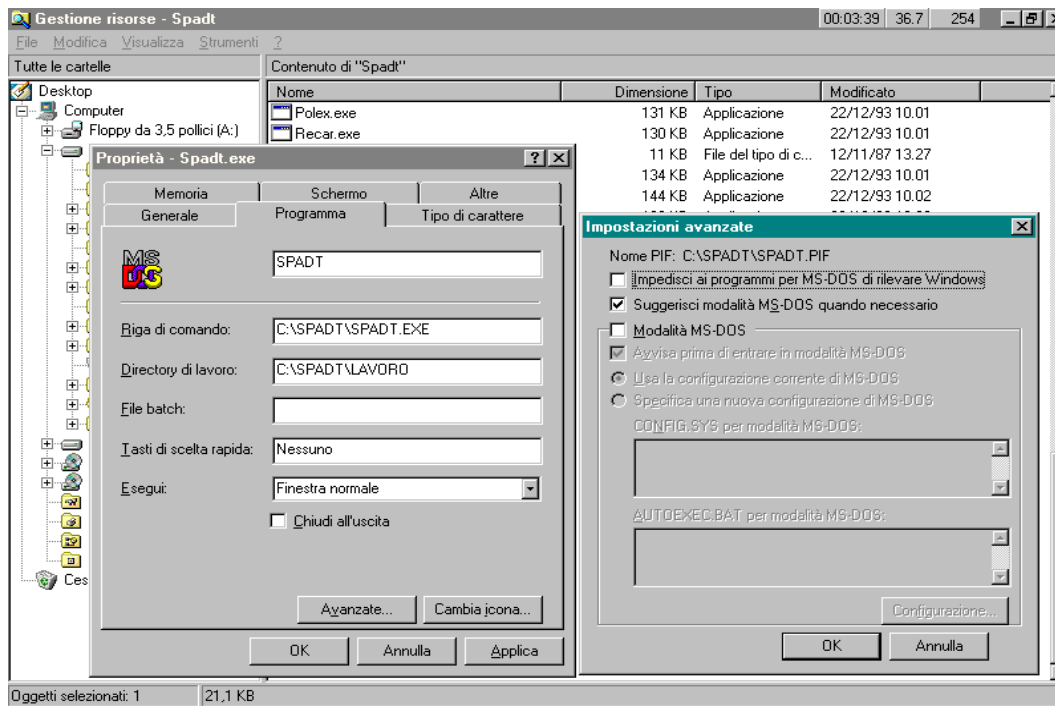 Gestione risorse - Spadt
00:03:39 36.7 254
File Modifica Visualizza Strumenti ?
Tutte le cartelle
Contenuto di "Spadt"
Desktop
Computer
Floppy da 3,5 pollici (A:)
Ces
Nome Dimensione Tipo Modificato
Polex.exe 131 KB Applicazione 22/12/93 10.01
Recar.exe 130 KB Applicazione 22/12/93 10.01
11 KB File del tipo di c... 12/11/87 13.27
134 KB Applicazione 22/12/93 10.01
144 KB Applicazione 22/12/93 10.02
Proprietà - Spadt.exe
Memoria Schermo Altre
Generale Programma Tipo di carattere
MS DOS
SPADT
Riga di comando: C:\SPADT\SPADT.EXE
Directory di lavoro: C:\SPADT\LAVORO
File batch:
Tasti di scelta rapida: Nessuno
Esegui: Finestra normale
Chiudi all'uscita
Avanzate... Cambia icona...
OK Annulla Applica
Impostazioni avanzate
Nome PIF: C:\SPADT\SPADT.PIF
Impedisci ai programmi per MS-DOS di rilevare Windows
Suggerisci modalità MS-DOS quando necessario
Modalità MS-DOS
Avvisa prima di entrare in modalità MS-DOS
Usa la configurazione corrente di MS-DOS
Specifica una nuova configurazione di MS-DOS
CONFIG.SYS per modalità MS-DOS:
AUTOEXEC.BAT per modalità MS-DOS:
Configurazione...
OK Annulla
Oggetti selezionati: 1 21,1 KB